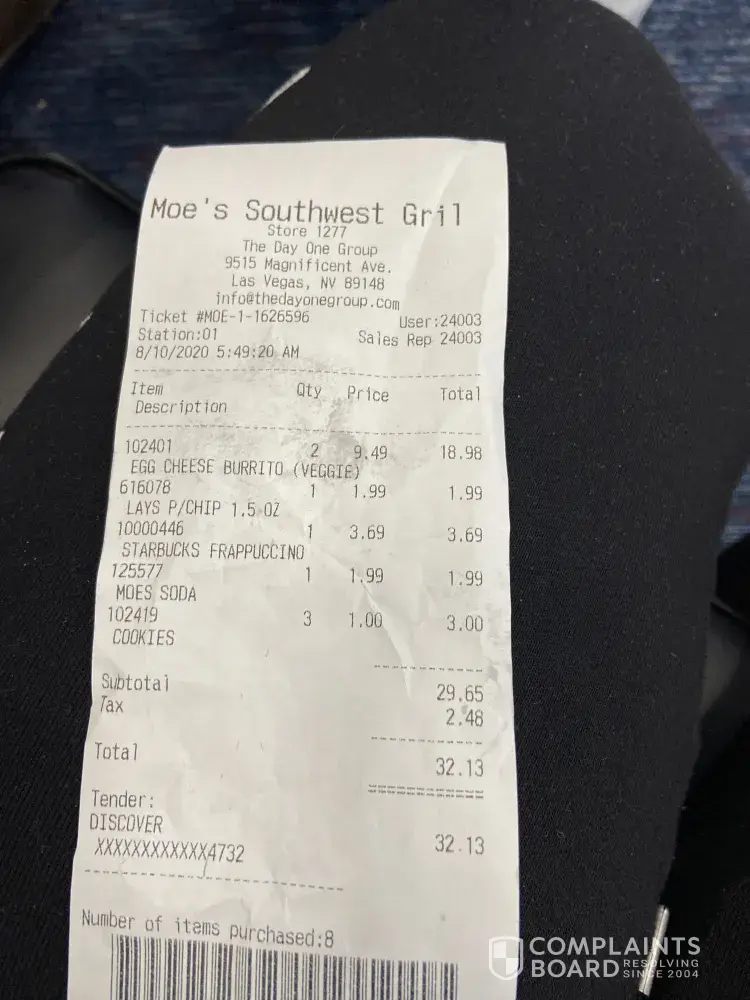 Moe's Southwest Gril
Store 1277
The Day One Group
9515 Magnificent Ave.
Las Vegas, NV 89148
info@thedayonegroup.com
Ticket #MOE-1-1626596 User:24003
Station:01 Sales Rep 24003
8/10/2020 5:49:20 AM
Item Qty Price Total
Description
102401 2 9.49 18.98
EGG CHEESE BURRITO (VEGGIE)
616078 1 1.99 1.99
LAYS P/CHIP 1.5 OZ
10000446 1 3.69 3.69
STARBUCKS FRAPPUCCINO
125577 1 1.99 1.99
MOES SODA
102419 3 1.00 3.00
COOKIES
Subtotal 29.65
Tax 2.48
Total 32.13
Tender:
DISCOVER 32.13
XXXXXXXXXXXX4732
Number of items purchased:8
COMPLAINTS
BOARD RESOLVING
SINCE 2004